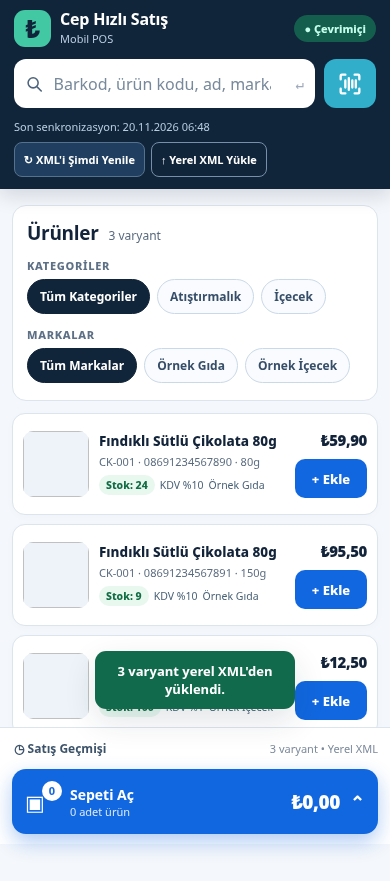 ₺
Cep Hızlı Satış
Mobil POS
● Çevrimiçi
Barkod, ürün kodu, ad, marka
↵
Son senkronizasyon: 20.11.2026 06:48
↻ XML'i Şimdi Yenile
↑ Yerel XML Yükle
Ürünler 3 varyant
KATEGORİLER
Tüm Kategoriler
Atıştırmalık
İçecek
MARKALAR
Tüm Markalar
Örnek Gıda
Örnek İçecek
Fındıklı Sütlü Çikolata 80g
₺59,90
CK-001 · 08691234567890 · 80g
Stok: 24 KDV %10 Örnek Gıda
+ Ekle
Fındıklı Sütlü Çikolata 80g
₺95,50
CK-001 · 08691234567891 · 150g
Stok: 9 KDV %10 Örnek Gıda
+ Ekle
₺12,50
3 varyant yerel XML'den
yüklendi.
+ Ekle
◷ Satış Geçmişi
3 varyant • Yerel XML
0
Sepeti Aç
0 adet ürün
₺0,00